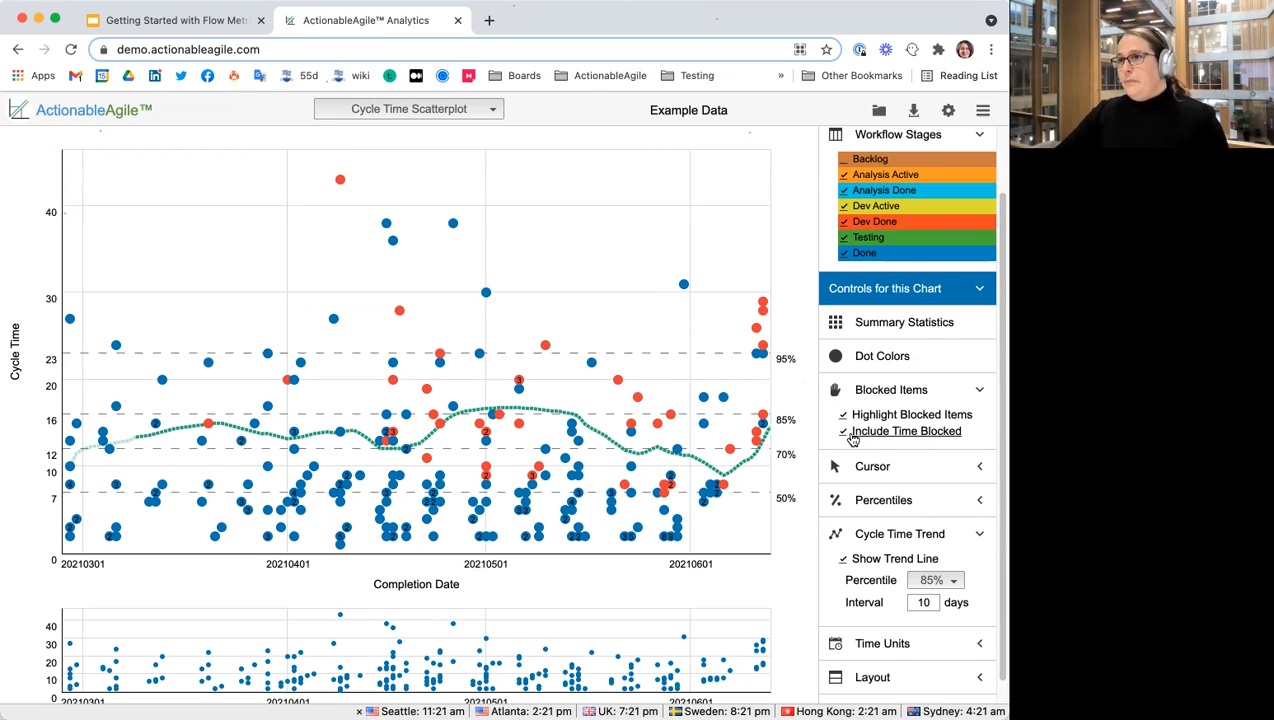 Getting Started with Flow Met
ActionableAgile™ Analytics
demo.actionableagile.com
Apps
55d
wiki
Boards
ActionableAgile
Testing
Other Bookmarks
Reading List
ActionableAgile™
Cycle Time Scatterplot
Example Data
Workflow Stages
Backlog
Analysis Active
Analysis Done
Dev Active
Dev Done
Testing
Done
Controls for this Chart
Summary Statistics
Dot Colors
Blocked Items
Highlight Blocked Items
Include Time Blocked
Cursor
Percentiles
Cycle Time Trend
Show Trend Line
Percentile 85%
Interval 10 days
Time Units
Layout
Cycle Time
40
30
23
20
16
12
10
7
0
95%
85%
70%
50%
20210301
20210401
20210501
20210601
Completion Date
40
30
20
10
0
20210301
20210401
20210501
20210601
Seattle: 11:21 am
Atlanta: 2:21 pm
UK: 7:21 pm
Sweden: 8:21 pm
Hong Kong: 2:21 am
Sydney: 4:21 am